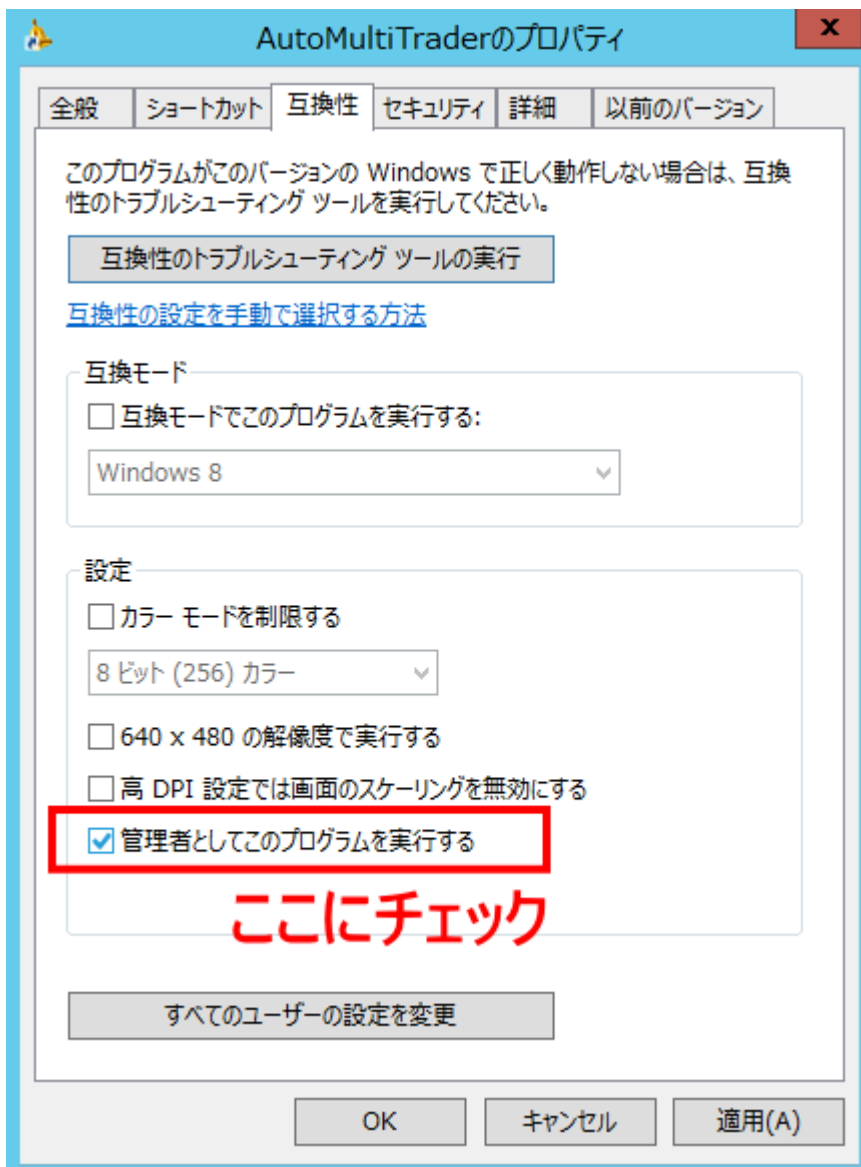 AutoMultiTraderのプロパティ
x
全般 ショートカット 互換性 セキュリティ 詳細 以前のバージョン
このプログラムがこのバージョンの Windows で正しく動作しない場合は、互換
性のトラブルシューティング ツールを実行してください。
互換性のトラブルシューティング ツールの実行
互換性の設定を手動で選択する方法
互換モード
互換モードでこのプログラムを実行する:
Windows 8
設定
カラー モードを制限する
8 ビット (256) カラー
640 x 480 の解像度で実行する
高 DPI 設定では画面のスケーリングを無効にする
管理者としてこのプログラムを実行する
ここにチェック
すべてのユーザーの設定を変更
OK キャンセル 適用(A)